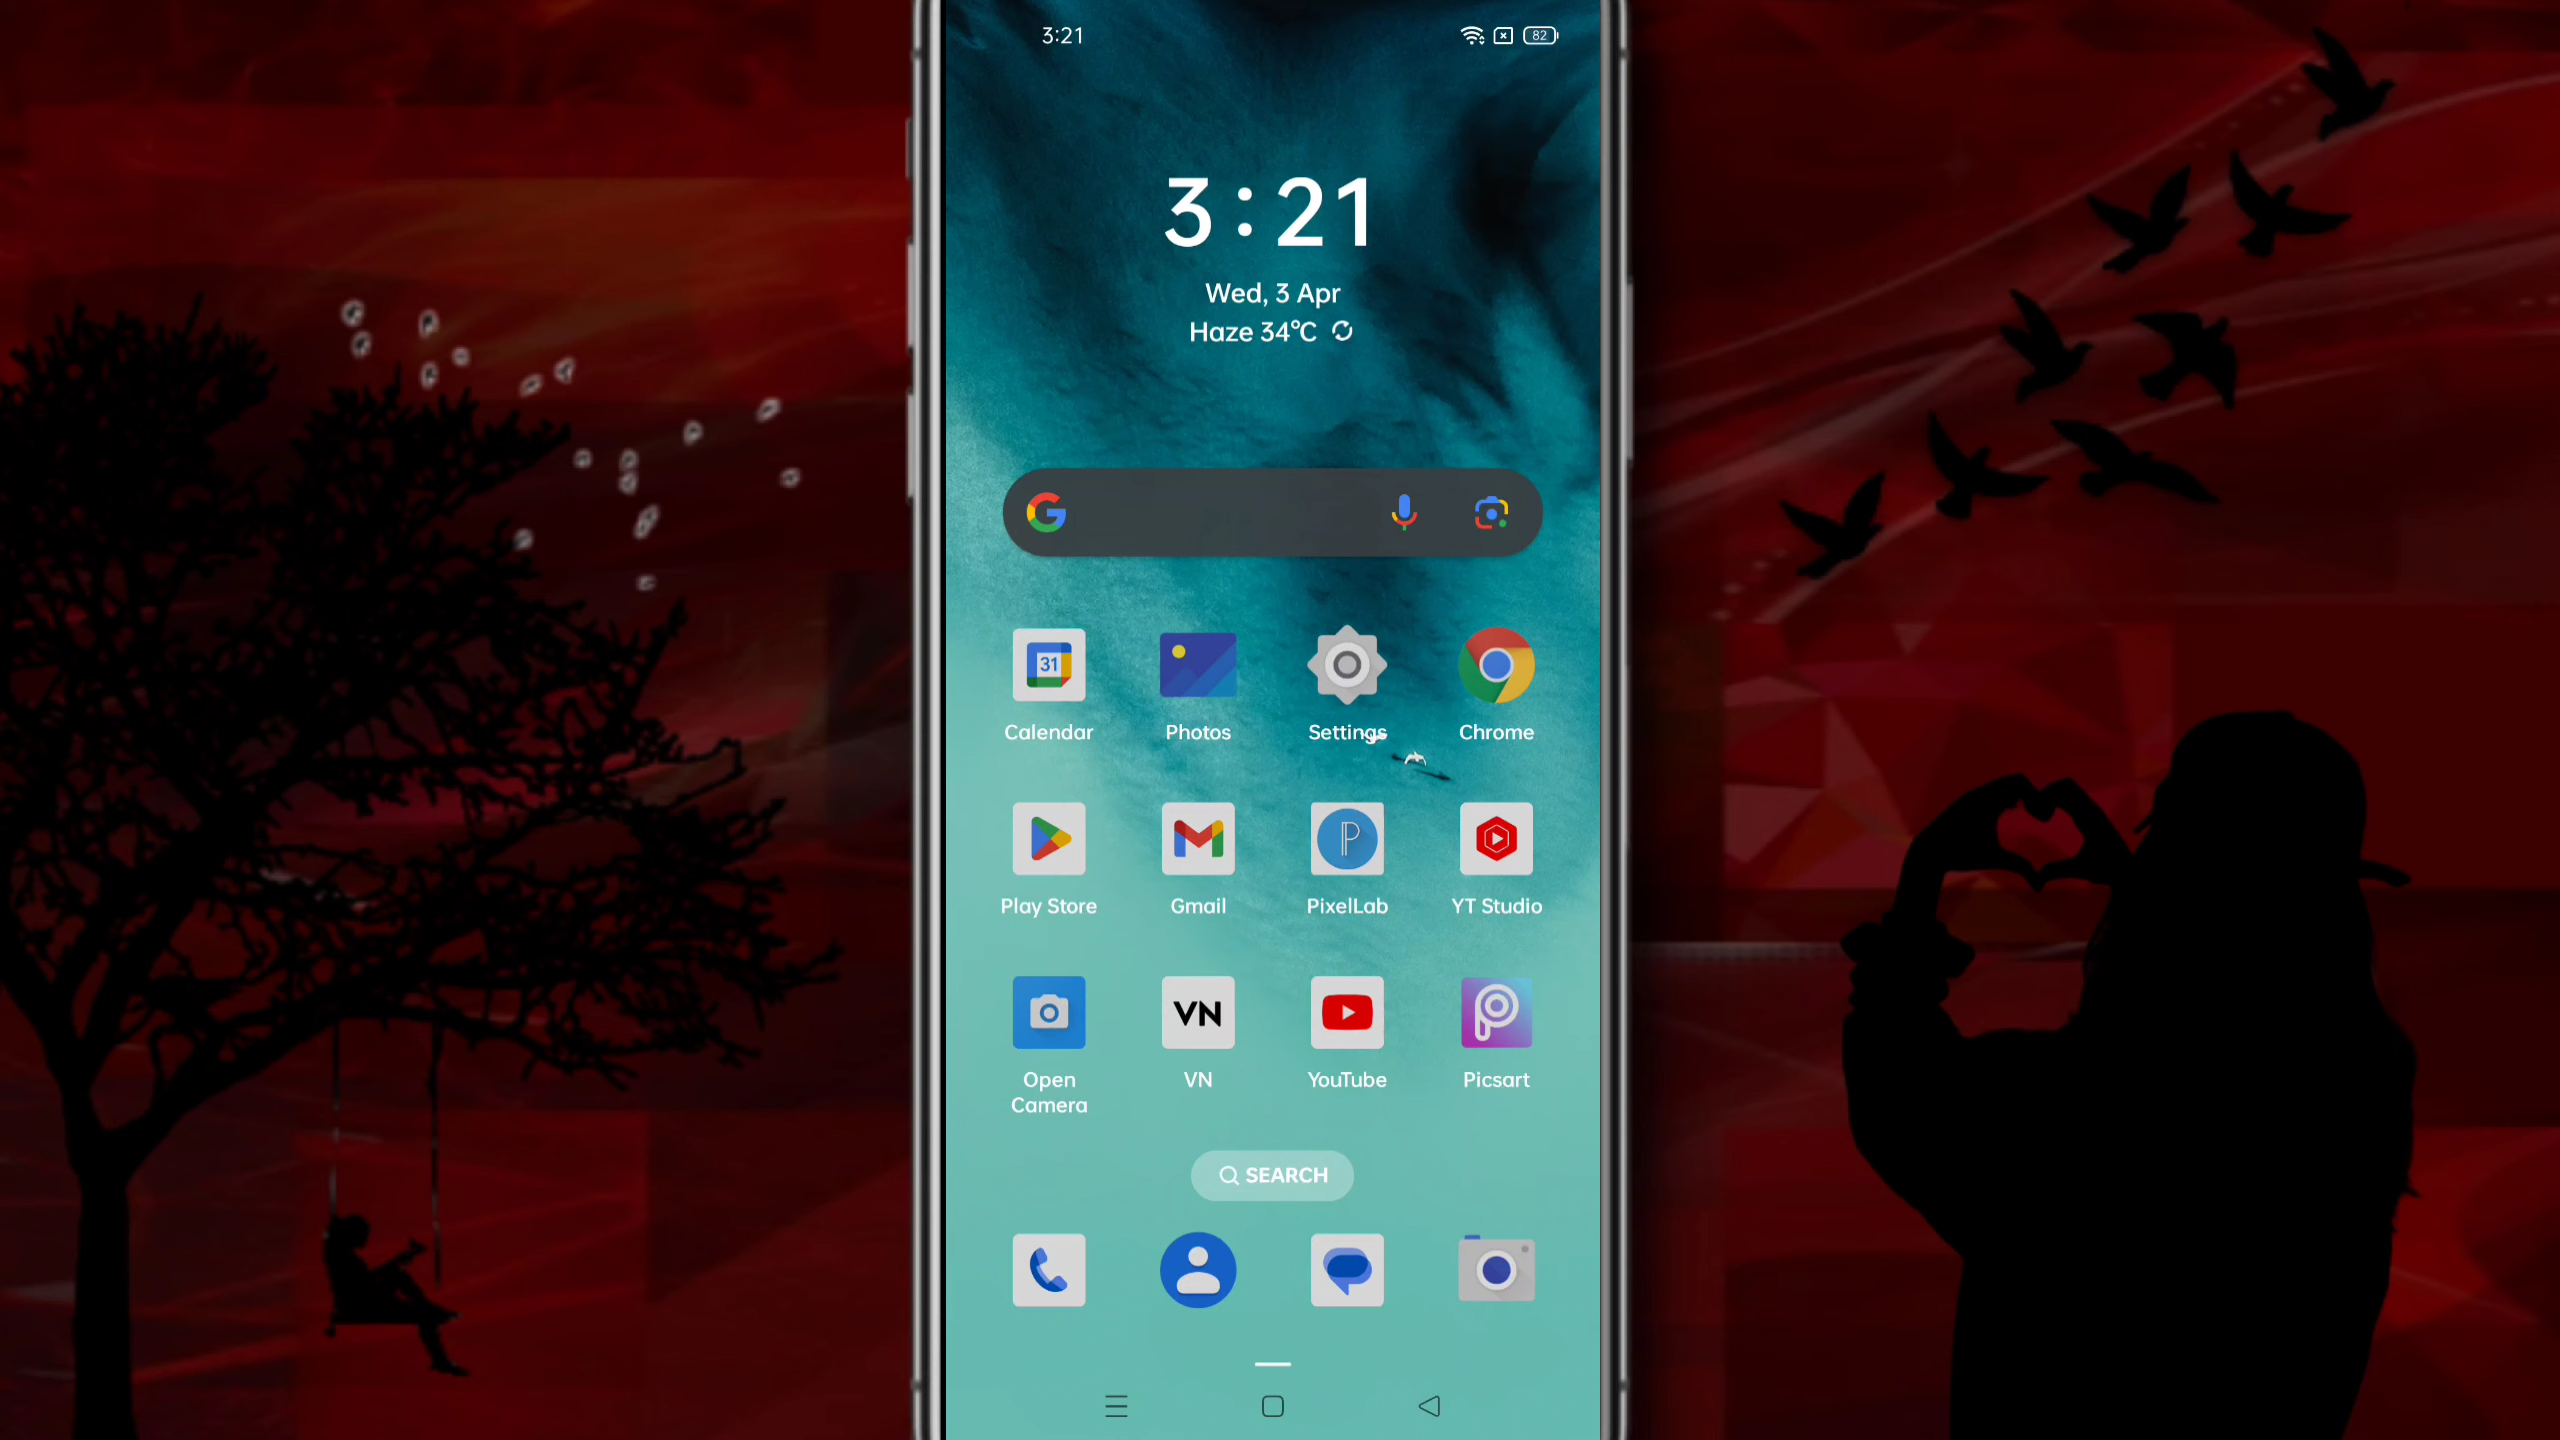 3:21
82
3:21
Wed, 3 Apr
Haze 34°C
31
Calendar Photos Settings Chrome
Play Store Gmail PixelLab YT Studio
VN
Open Camera VN YouTube Picsart
SEARCH